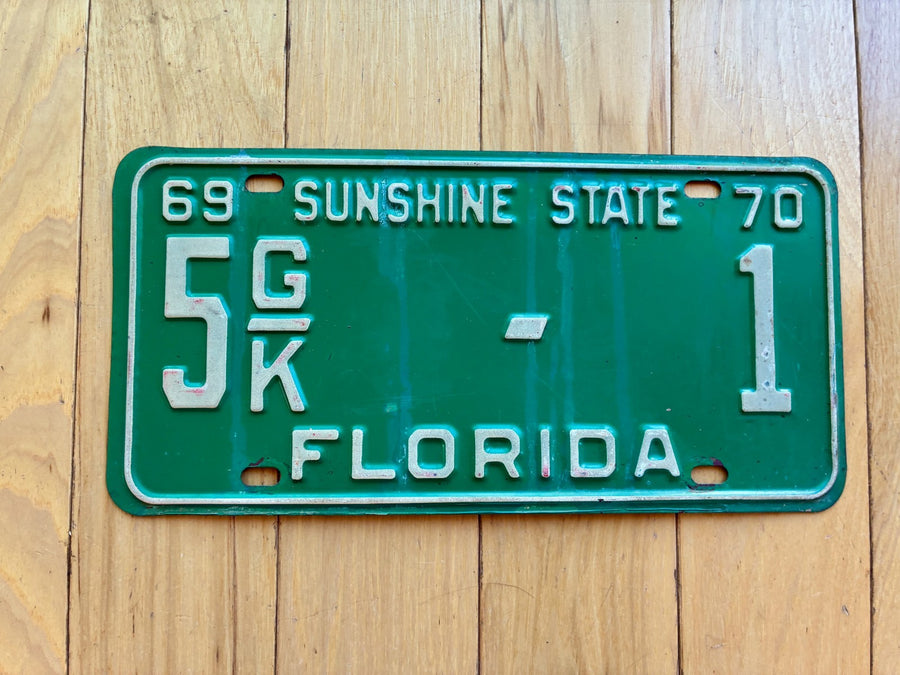 69 SUNSHINE STATE 70
5 G/K - 1
FLORIDA